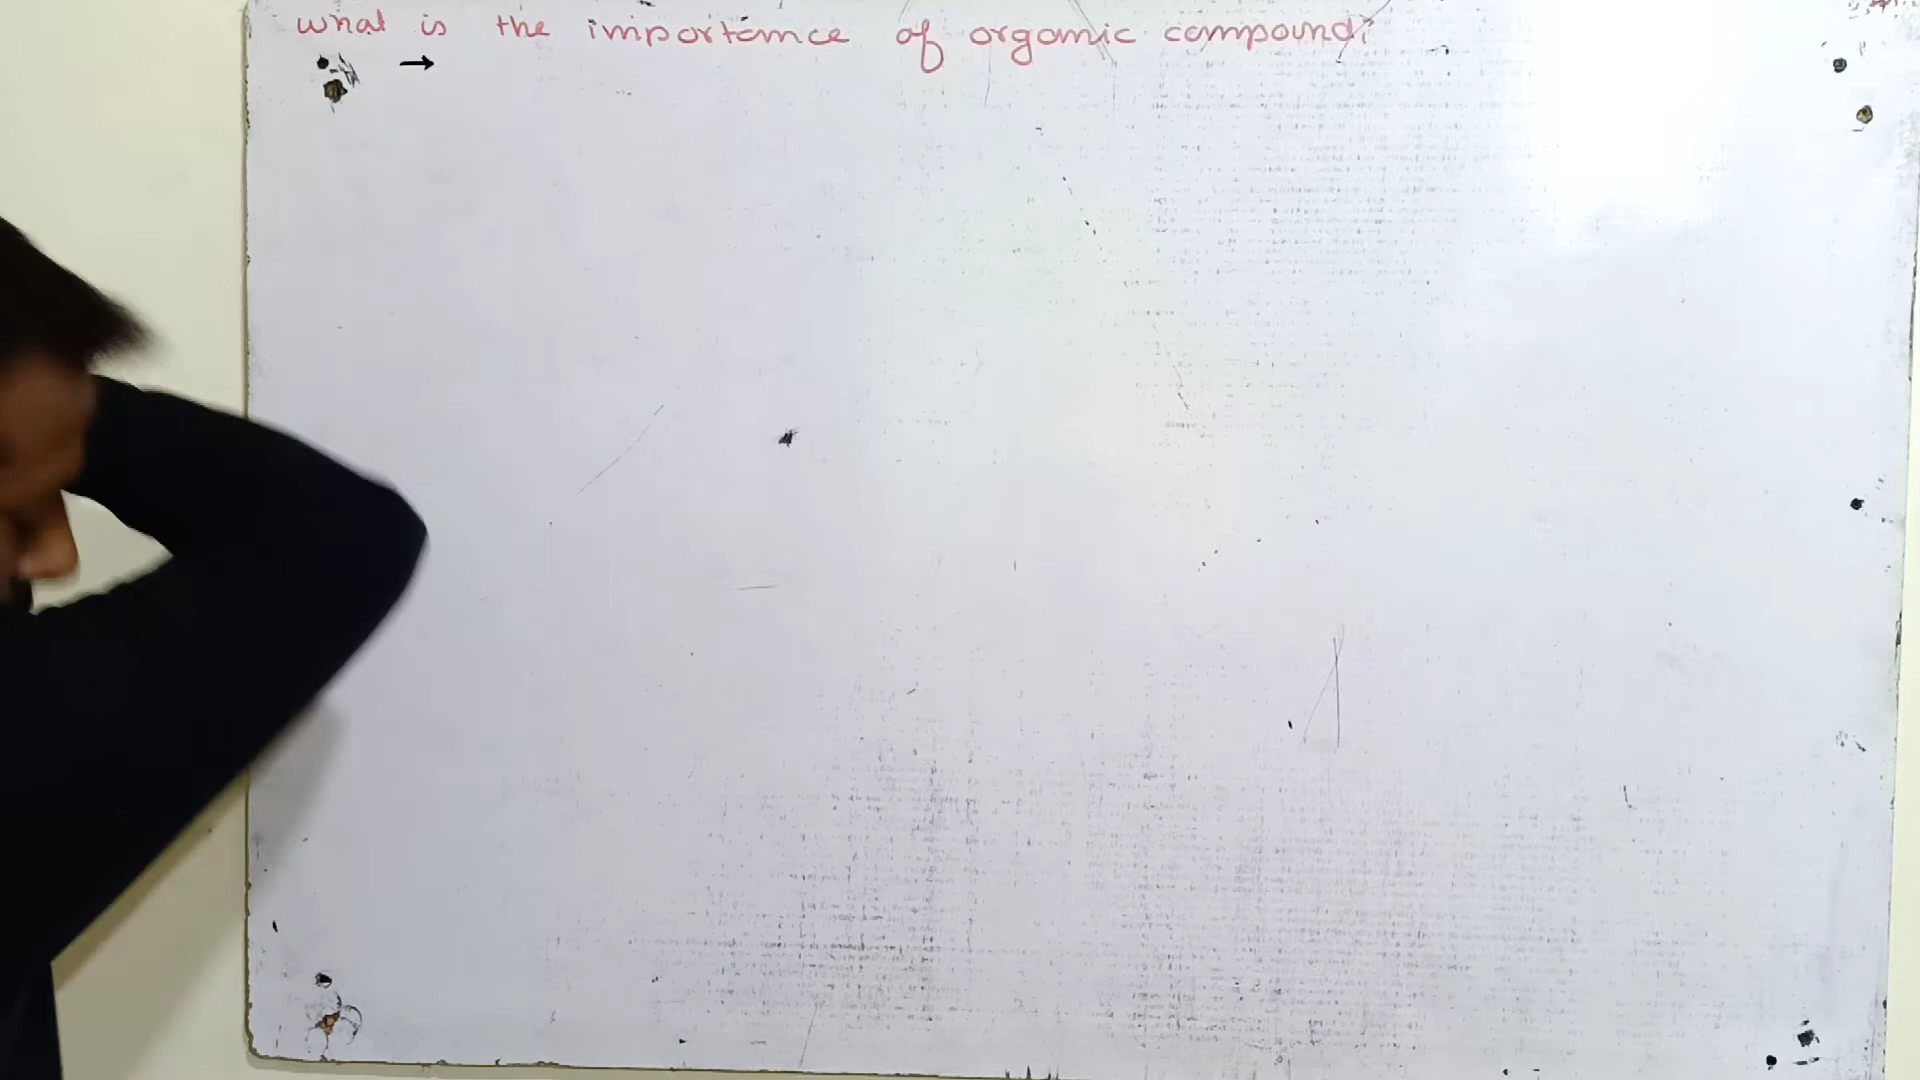 What is the importance of organic compound?
→